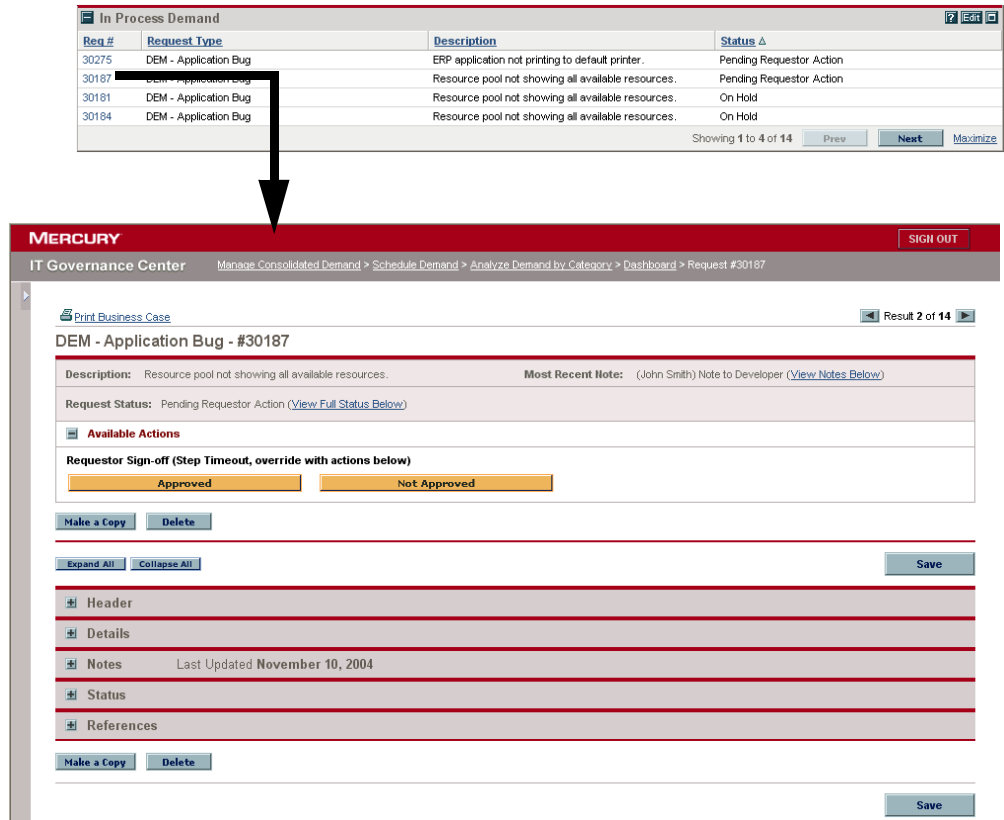 In Process Demand ? Edit
Req # Request Type Description Status
30275 DEM - Application Bug ERP application not printing to default printer. Pending Requestor Action
30187 DEM - Application Bug Resource pool not showing all available resources. Pending Requestor Action
30181 DEM - Application Bug Resource pool not showing all available resources. On Hold
30184 DEM - Application Bug Resource pool not showing all available resources. On Hold
Showing 1 to 4 of 14 Prev Next Maximize
MERCURY SIGN OUT
IT Governance Center Manage Consolidated Demand > Schedule Demand > Analyze Demand by Category > Dashboard > Request #30187
Print Business Case Result 2 of 14
DEM - Application Bug - #30187
Description: Resource pool not showing all available resources. Most Recent Note: (John Smith) Note to Developer (View Notes Below)
Request Status: Pending Requestor Action (View Full Status Below)
Available Actions
Requestor Sign-off (Step Timeout, override with actions below)
Approved Not Approved
Make a Copy Delete
Expand All Collapse All Save
Header
Details
Notes Last Updated November 10, 2004
Status
References
Make a Copy Delete
Save